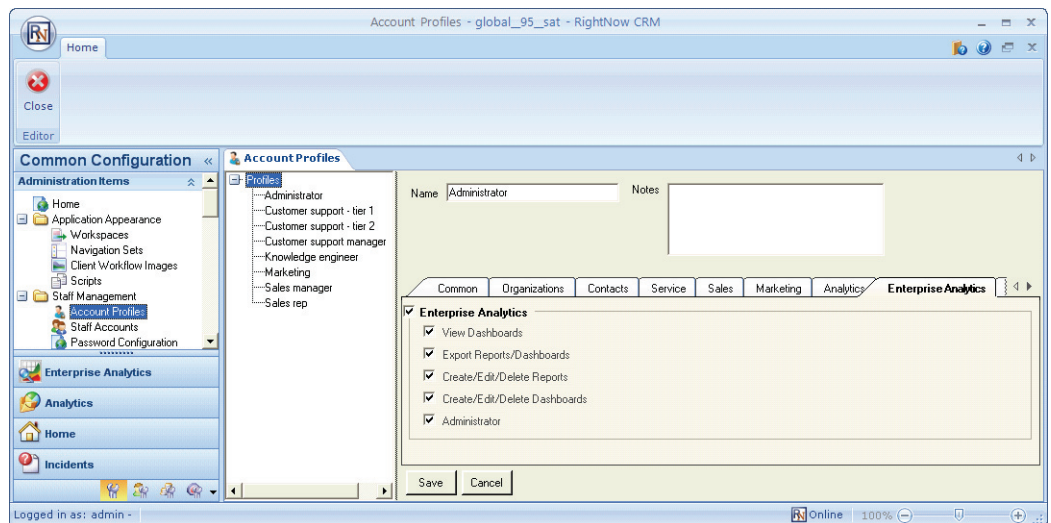 Account Profiles - global_95_sat - RightNow CRM
RN
Home
Close
Editor
Common Configuration «
Administration Items
Home
Application Appearance
Workspaces
Navigation Sets
Client Workflow Images
Scripts
Staff Management
Account Profiles
Staff Accounts
Password Configuration
Enterprise Analytics
Analytics
Home
Incidents
Account Profiles
Profiles
Administrator
Customer support - tier 1
Customer support - tier 2
Customer support manager
Knowledge engineer
Marketing
Sales manager
Sales rep
Name Administrator Notes
Common Organizations Contacts Service Sales Marketing Analytics Enterprise Analytics
Enterprise Analytics
View Dashboards
Export Reports/Dashboards
Create/Edit/Delete Reports
Create/Edit/Delete Dashboards
Administrator
Save Cancel
Logged in as: admin - RN Online 100%